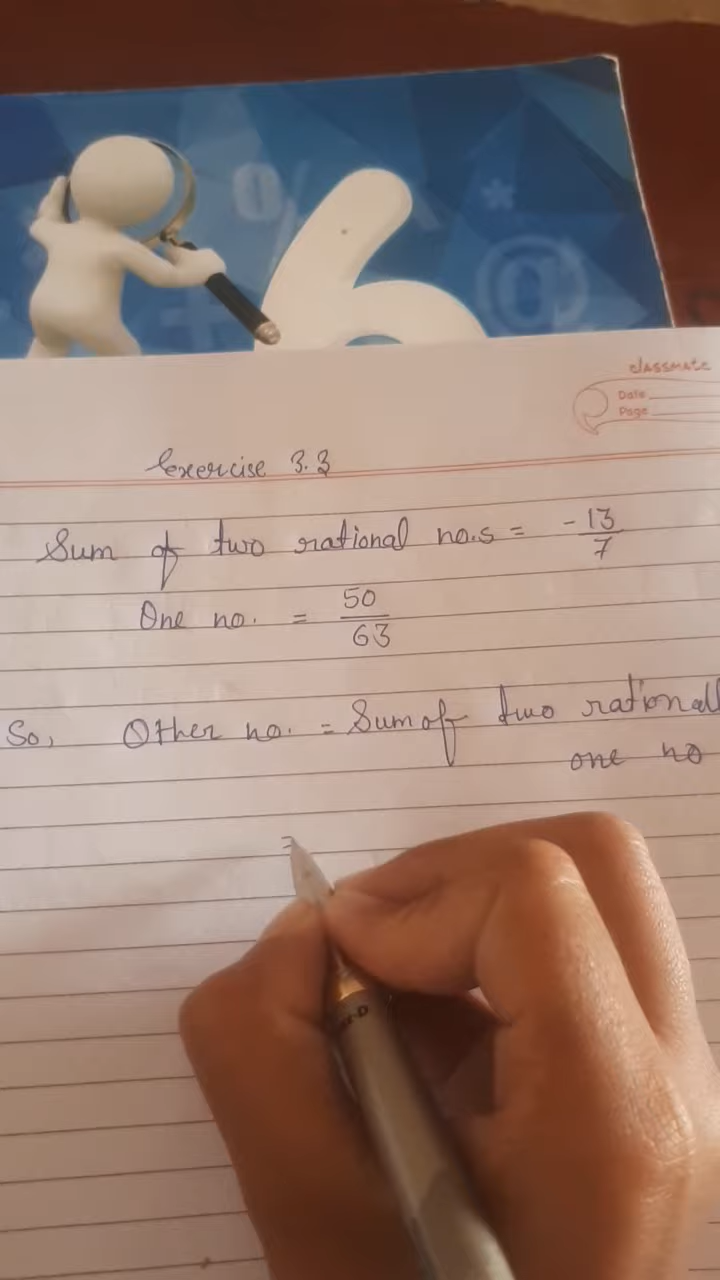 classmate
Date
Page
Exercise 3.3
Sum of two rational no.s = -13/7
One no. = 50/63
So, Other no. = Sum of two rational
one no
=